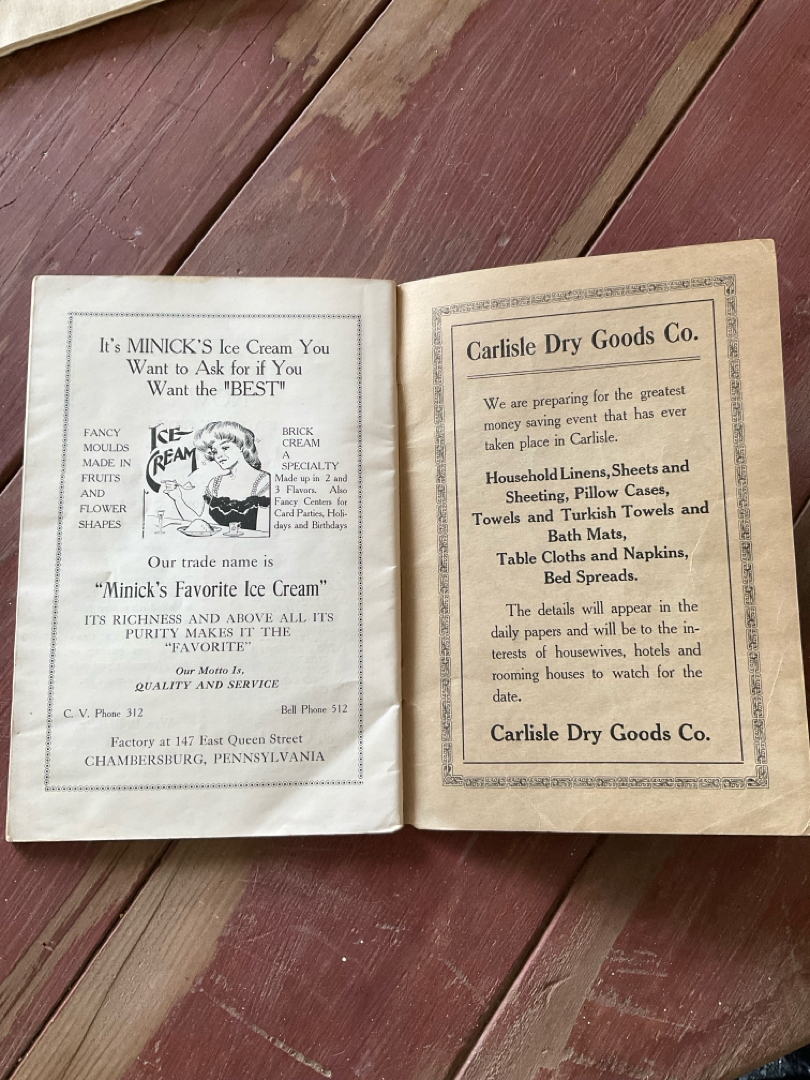 It's MINICK'S Ice Cream You
Want to Ask for if You
Want the "BEST"
FANCY
MOULDS
MADE IN
FRUITS
AND
FLOWER
SHAPES
ICE
CREAM
BRICK
CREAM
A
SPECIALTY
Made up in 2 and
3 Flavors. Also
Fancy Centers for
Card Parties, Holi-
days and Birthdays
Our trade name is
"Minick's Favorite Ice Cream"
ITS RICHNESS AND ABOVE ALL ITS
PURITY MAKES IT THE
"FAVORITE"
Our Motto Is,
QUALITY AND SERVICE
C. V. Phone 312
Bell Phone 512
Factory at 147 East Queen Street
CHAMBERSBURG, PENNSYLVANIA
Carlisle Dry Goods Co.
We are preparing for the greatest
money saving event that has ever
taken place in Carlisle.
Household Linens, Sheets and
Sheeting, Pillow Cases,
Towels and Turkish Towels and
Bath Mats,
Table Cloths and Napkins,
Bed Spreads.
The details will appear in the
daily papers and will be to the in-
terests of housewives, hotels and
rooming houses to watch for the
date.
Carlisle Dry Goods Co.